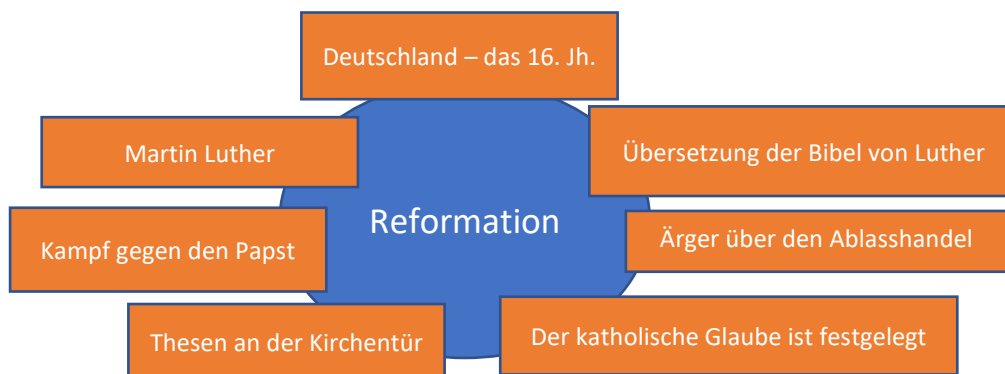 Deutschland – das 16. Jh.
Martin Luther
Übersetzung der Bibel von Luther
Reformation
Kampf gegen den Papst
Ärger über den Ablasshandel
Thesen an der Kirchentür
Der katholische Glaube ist festgelegt